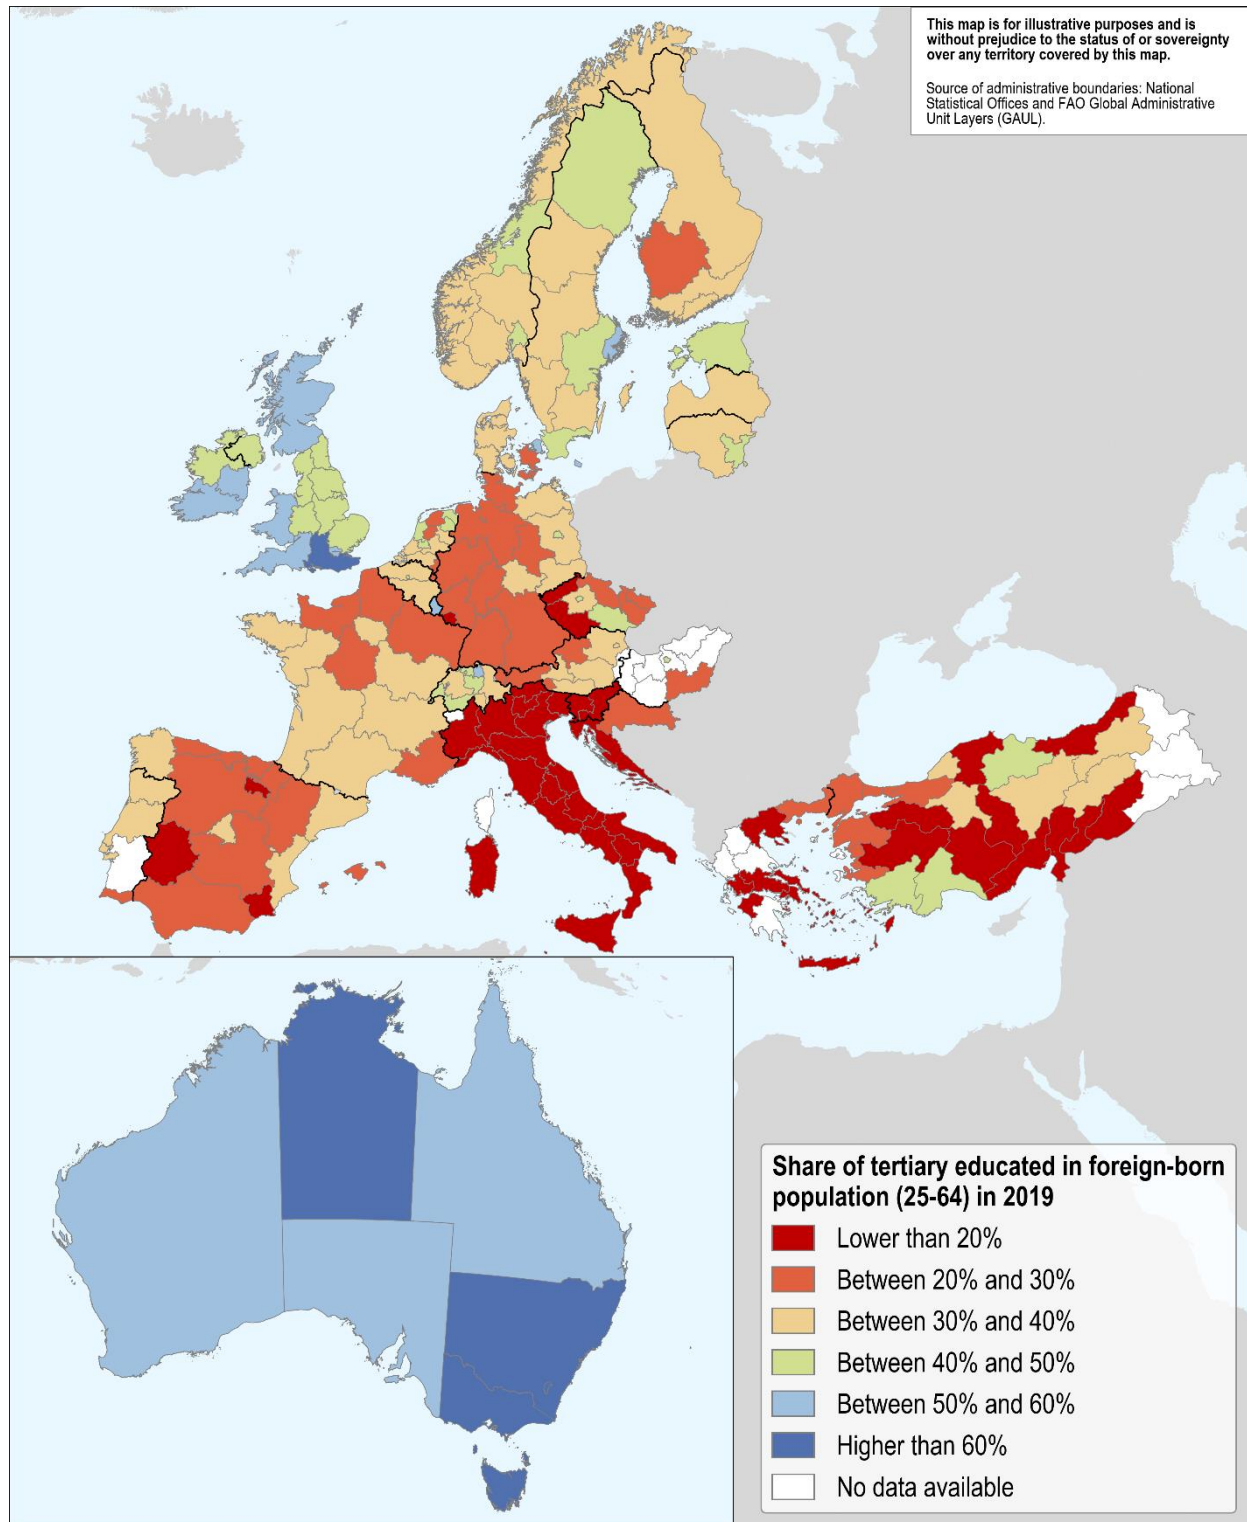 This map is for illustrative purposes and is
without prejudice to the status of or sovereignty
over any territory covered by this map.
Source of administrative boundaries: National
Statistical Offices and FAO Global Administrative
Unit Layers (GAUL).
Share of tertiary educated in foreign-born
population (25-64) in 2019
Lower than 20%
Between 20% and 30%
Between 30% and 40%
Between 40% and 50%
Between 50% and 60%
Higher than 60%
No data available